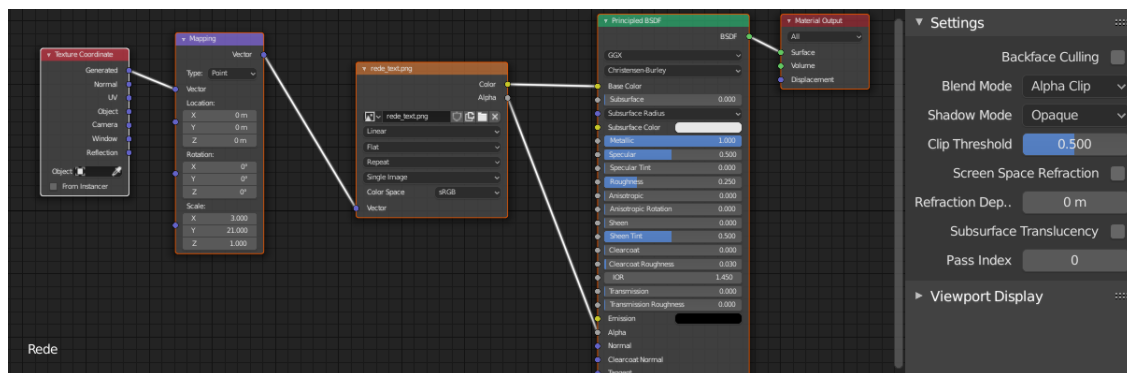 Texture Coordinate
Generated
Normal
UV
Object
Camera
Window
Reflection
Object
From Instancer
Mapping
Vector
Type: Point
Vector
Location:
X 0 m
Y 0 m
Z 0 m
Rotation:
X 0°
Y 0°
Z 0°
Scale:
X 3.000
Y 21.000
Z 1.000
rede_text.png
Color
Alpha
rede_text.png
Linear
Flat
Repeat
Single Image
Color Space sRGB
Vector
Principled BSDF
BSDF
GGX
Christensen-Burley
Base Color
Subsurface 0.000
Subsurface Radius
Subsurface Color
Metallic 1.000
Specular 0.500
Specular Tint 0.000
Roughness 0.250
Anisotropic 0.000
Anisotropic Rotation 0.000
Sheen 0.000
Sheen Tint 0.500
Clearcoat 0.000
Clearcoat Roughness 0.030
IOR 1.450
Transmission 0.000
Transmission Roughness 0.000
Emission
Alpha
Normal
Clearcoat Normal
Tangent
Material Output
All
Surface
Volume
Displacement
Settings
Backface Culling
Blend Mode Alpha Clip
Shadow Mode Opaque
Clip Threshold 0.500
Screen Space Refraction
Refraction Dep.. 0 m
Subsurface Translucency
Pass Index 0
Viewport Display
Rede